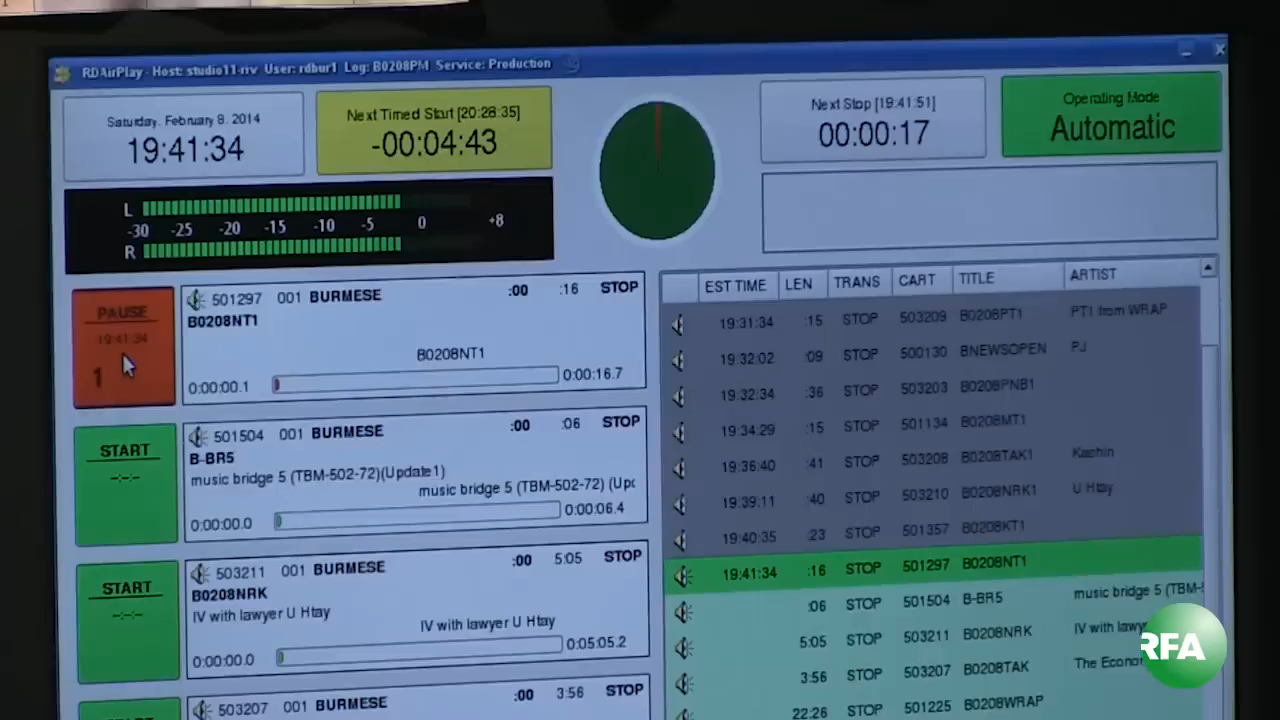 RDAirPlay - Host: studio11-riv User: rdbur1 Log: B0208PM Service: Production
Saturday, February 8, 2014
19:41:34
Next Timed Start [20:28:35]
-00:04:43
Next Stop [19:41:51]
00:00:17
Operating Mode
Automatic
L
-30 -25 -20 -15 -10 -5 0 +8
R
PAUSE
19:41:34
1
501297 001 BURMESE :00 :16 STOP
B0208NT1
B0208NT1
0:00:00.1 0:00:16.7
START
--:--:--
501504 001 BURMESE :00 :06 STOP
B-BR5
music bridge 5 (TBM-502-72)(Update1)
music bridge 5 (TBM-502-72) (Upc
0:00:00.0 0:00:06.4
START
--:--:--
503211 001 BURMESE :00 5:05 STOP
B0208NRK
IV with lawyer U Htay
IV with lawyer U Htay
0:00:00.0 0:05:05.2
START
503207 001 BURMESE :00 3:56 STOP
EST TIME LEN TRANS CART TITLE ARTIST
19:31:34 :15 STOP 503209 B0208PT1 PT1 from WRAP
19:32:02 :09 STOP 500130 BNEWSOPEN PJ
19:32:34 :36 STOP 503203 B0208PNB1
19:34:29 :15 STOP 501134 B0208MT1
19:36:40 :41 STOP 503208 B0208TAK1 Kachin
19:39:11 :40 STOP 503210 B0208NRK1 U Htay
19:40:35 :23 STOP 501357 B0208KT1
19:41:34 :16 STOP 501297 B0208NT1
:06 STOP 501504 B-BR5 music bridge 5 (TBM-5
5:05 STOP 503211 B0208NRK IV with lawy
3:56 STOP 503207 B0208TAK The Econo
22:26 STOP 501225 B0208WRAP
RFA